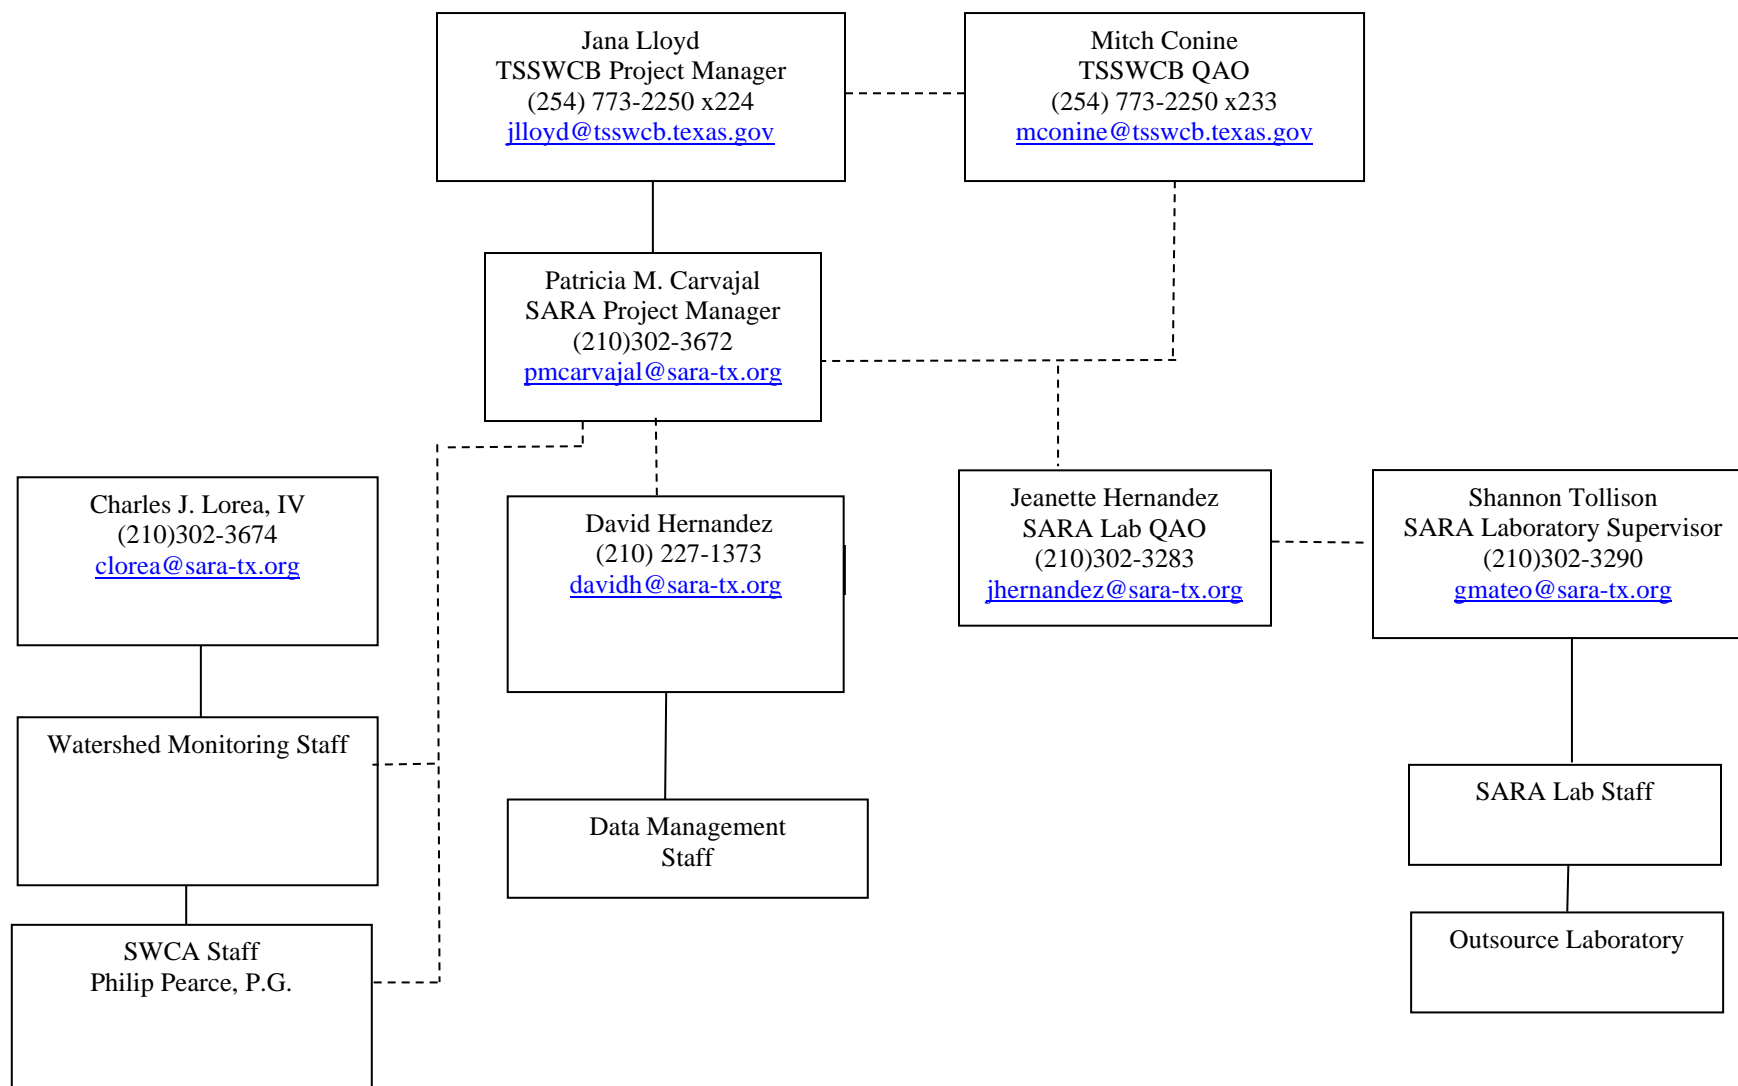 Jana Lloyd
TSSWCB Project Manager
(254) 773-2250 x224
jlloyd@tsswcb.texas.gov
Mitch Conine
TSSWCB QAO
(254) 773-2250 x233
mconine@tsswcb.texas.gov
Patricia M. Carvajal
SARA Project Manager
(210)302-3672
pmcarvajal@sara-tx.org
Charles J. Lorea, IV
(210)302-3674
clorea@sara-tx.org
David Hernandez
(210) 227-1373
davidh@sara-tx.org
Jeanette Hernandez
SARA Lab QAO
(210)302-3283
jhernandez@sara-tx.org
Shannon Tollison
SARA Laboratory Supervisor
(210)302-3290
gmateo@sara-tx.org
Watershed Monitoring Staff
Data Management
Staff
SARA Lab Staff
SWCA Staff
Philip Pearce, P.G.
Outsource Laboratory